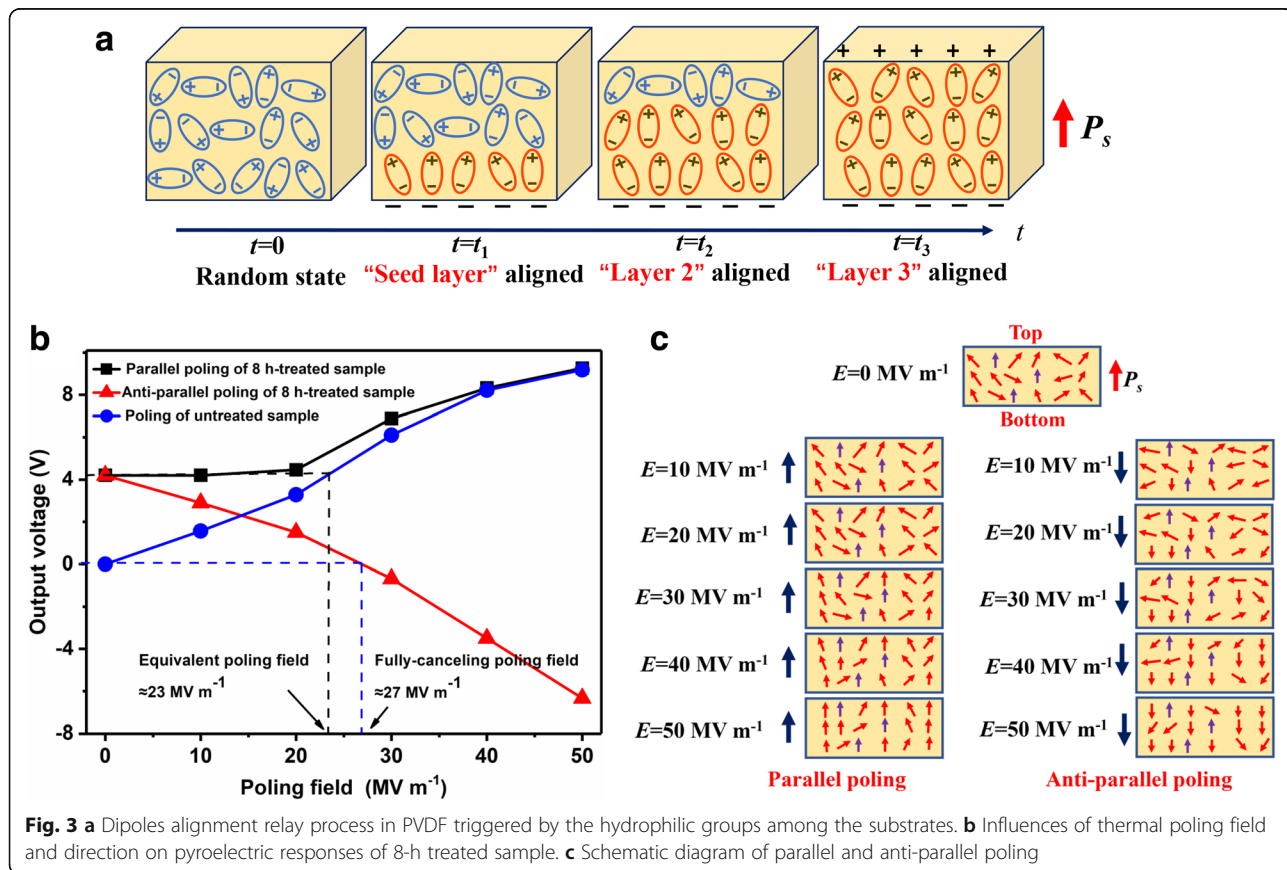 a
+ + + + +
P_s
− − − − −
− − − − −
− − − − −
t=0
t=t_1
t=t_2
t=t_3
t
Random state
“Seed layer” aligned
“Layer 2” aligned
“Layer 3” aligned
b
Parallel poling of 8 h-treated sample
Anti-parallel poling of 8 h-treated sample
Poling of untreated sample
Output voltage (V)
8
4
0
-4
-8
Equivalent poling field
≈23 MV m⁻¹
Fully-canceling poling field
≈27 MV m⁻¹
0 10 20 30 40 50
Poling field (MV m⁻¹)
c
Top
E=0 MV m⁻¹
P_s
Bottom
E=10 MV m⁻¹
E=20 MV m⁻¹
E=30 MV m⁻¹
E=40 MV m⁻¹
E=50 MV m⁻¹
Parallel poling
E=10 MV m⁻¹
E=20 MV m⁻¹
E=30 MV m⁻¹
E=40 MV m⁻¹
E=50 MV m⁻¹
Anti-parallel poling
Fig. 3 a Dipoles alignment relay process in PVDF triggered by the hydrophilic groups among the substrates. b Influences of thermal poling field
and direction on pyroelectric responses of 8-h treated sample. c Schematic diagram of parallel and anti-parallel poling